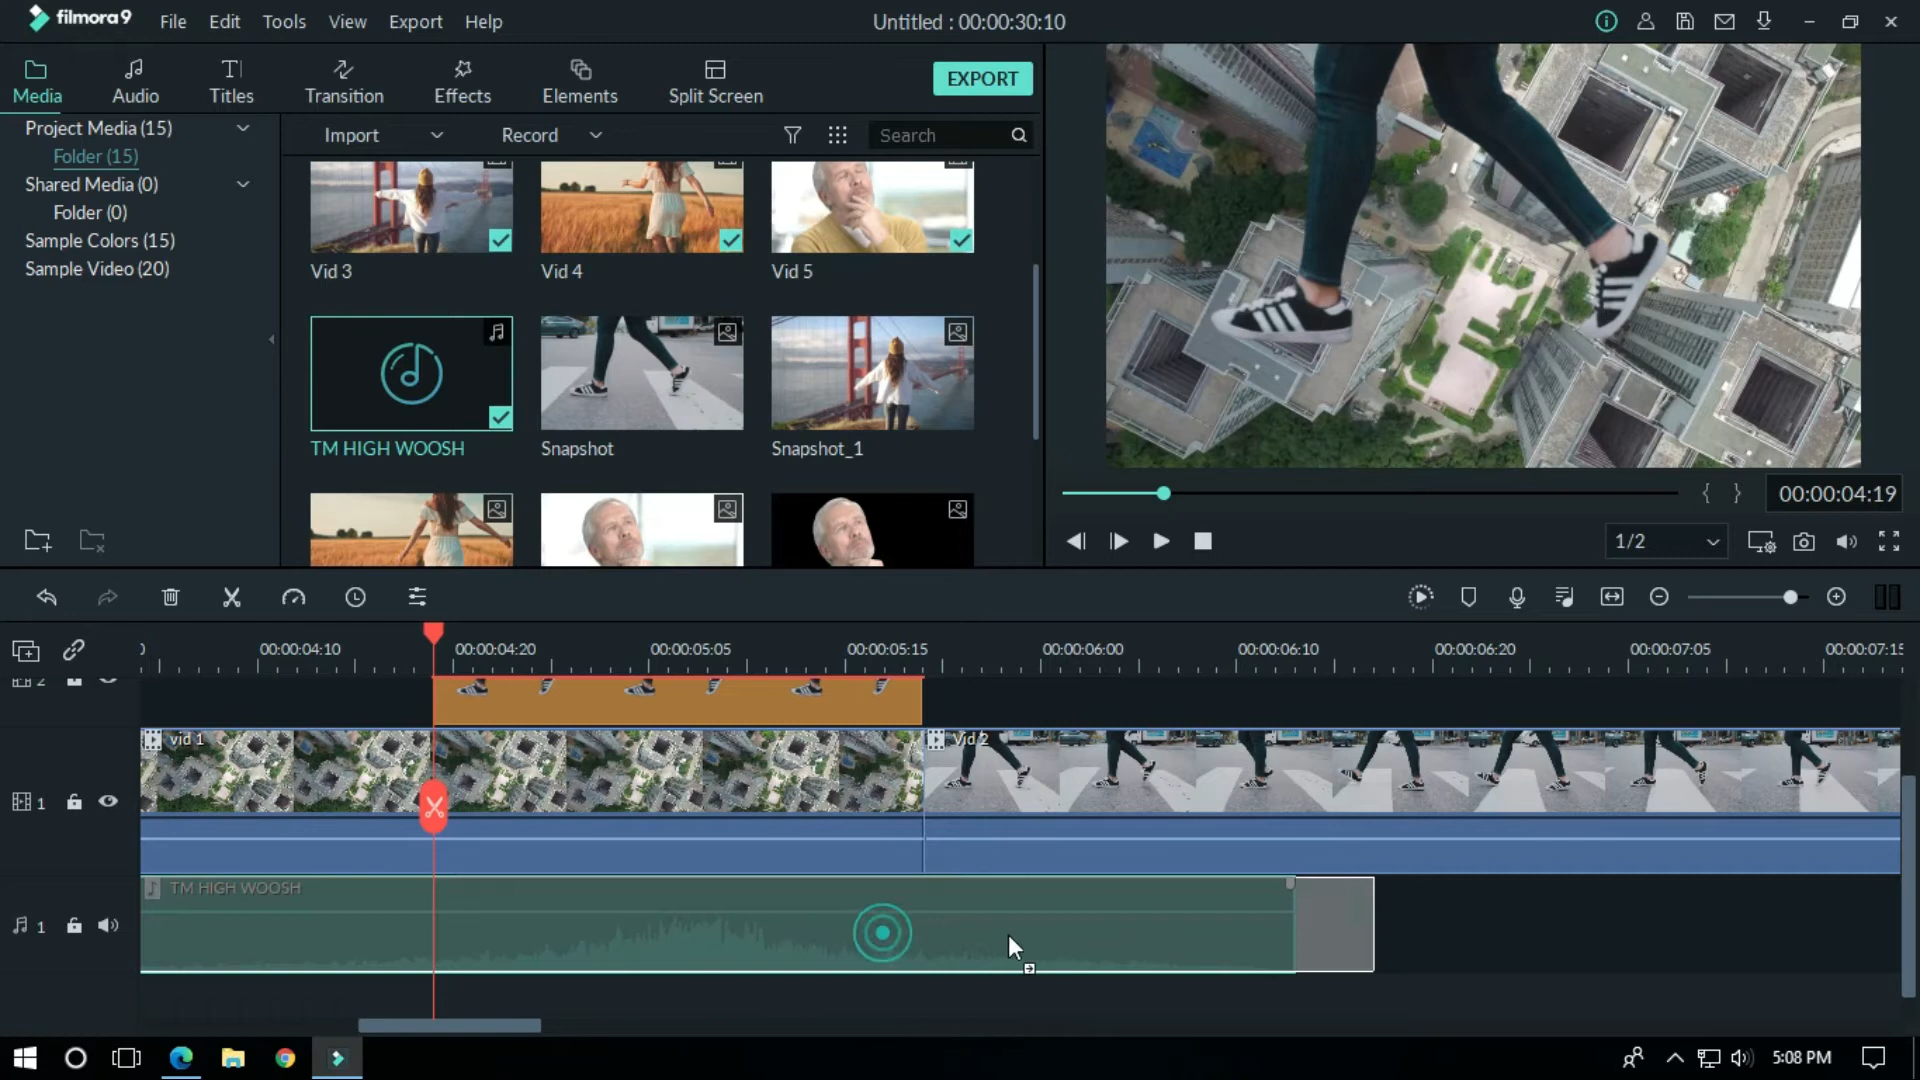 filmora9
File Edit Tools View Export Help
Untitled : 00:00:30:10
Media Audio Titles Transition Effects Elements Split Screen
EXPORT
Project Media (15)
Folder (15)
Shared Media (0)
Folder (0)
Sample Colors (15)
Sample Video (20)
Import Record Search
Vid 3 Vid 4 Vid 5
TM HIGH WOOSH Snapshot Snapshot_1
00:00:04:19
1/2
00:00:04:10 00:00:04:20 00:00:05:05 00:00:05:15 00:00:06:00 00:00:06:10 00:00:06:20 00:00:07:05 00:00:07:15
2
vid 1 Vid 2
1
TM HIGH WOOSH
1
5:08 PM